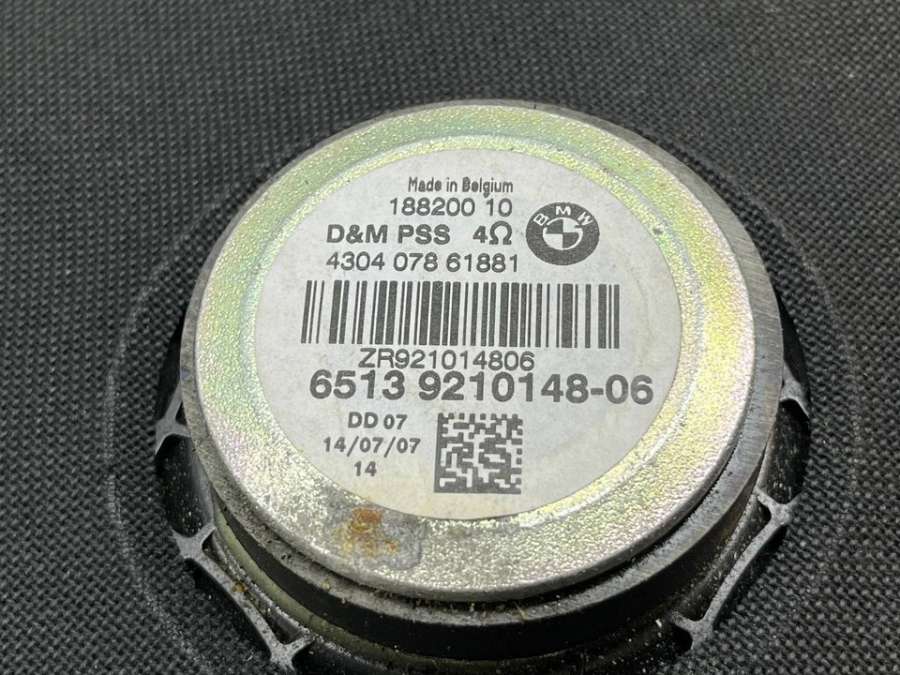 Made in Belgium
188200 10
D&M PSS 4Ω
BMW
4304 078 61881
ZR921014806
6513 9210148-06
DD 07
14/07/07
14